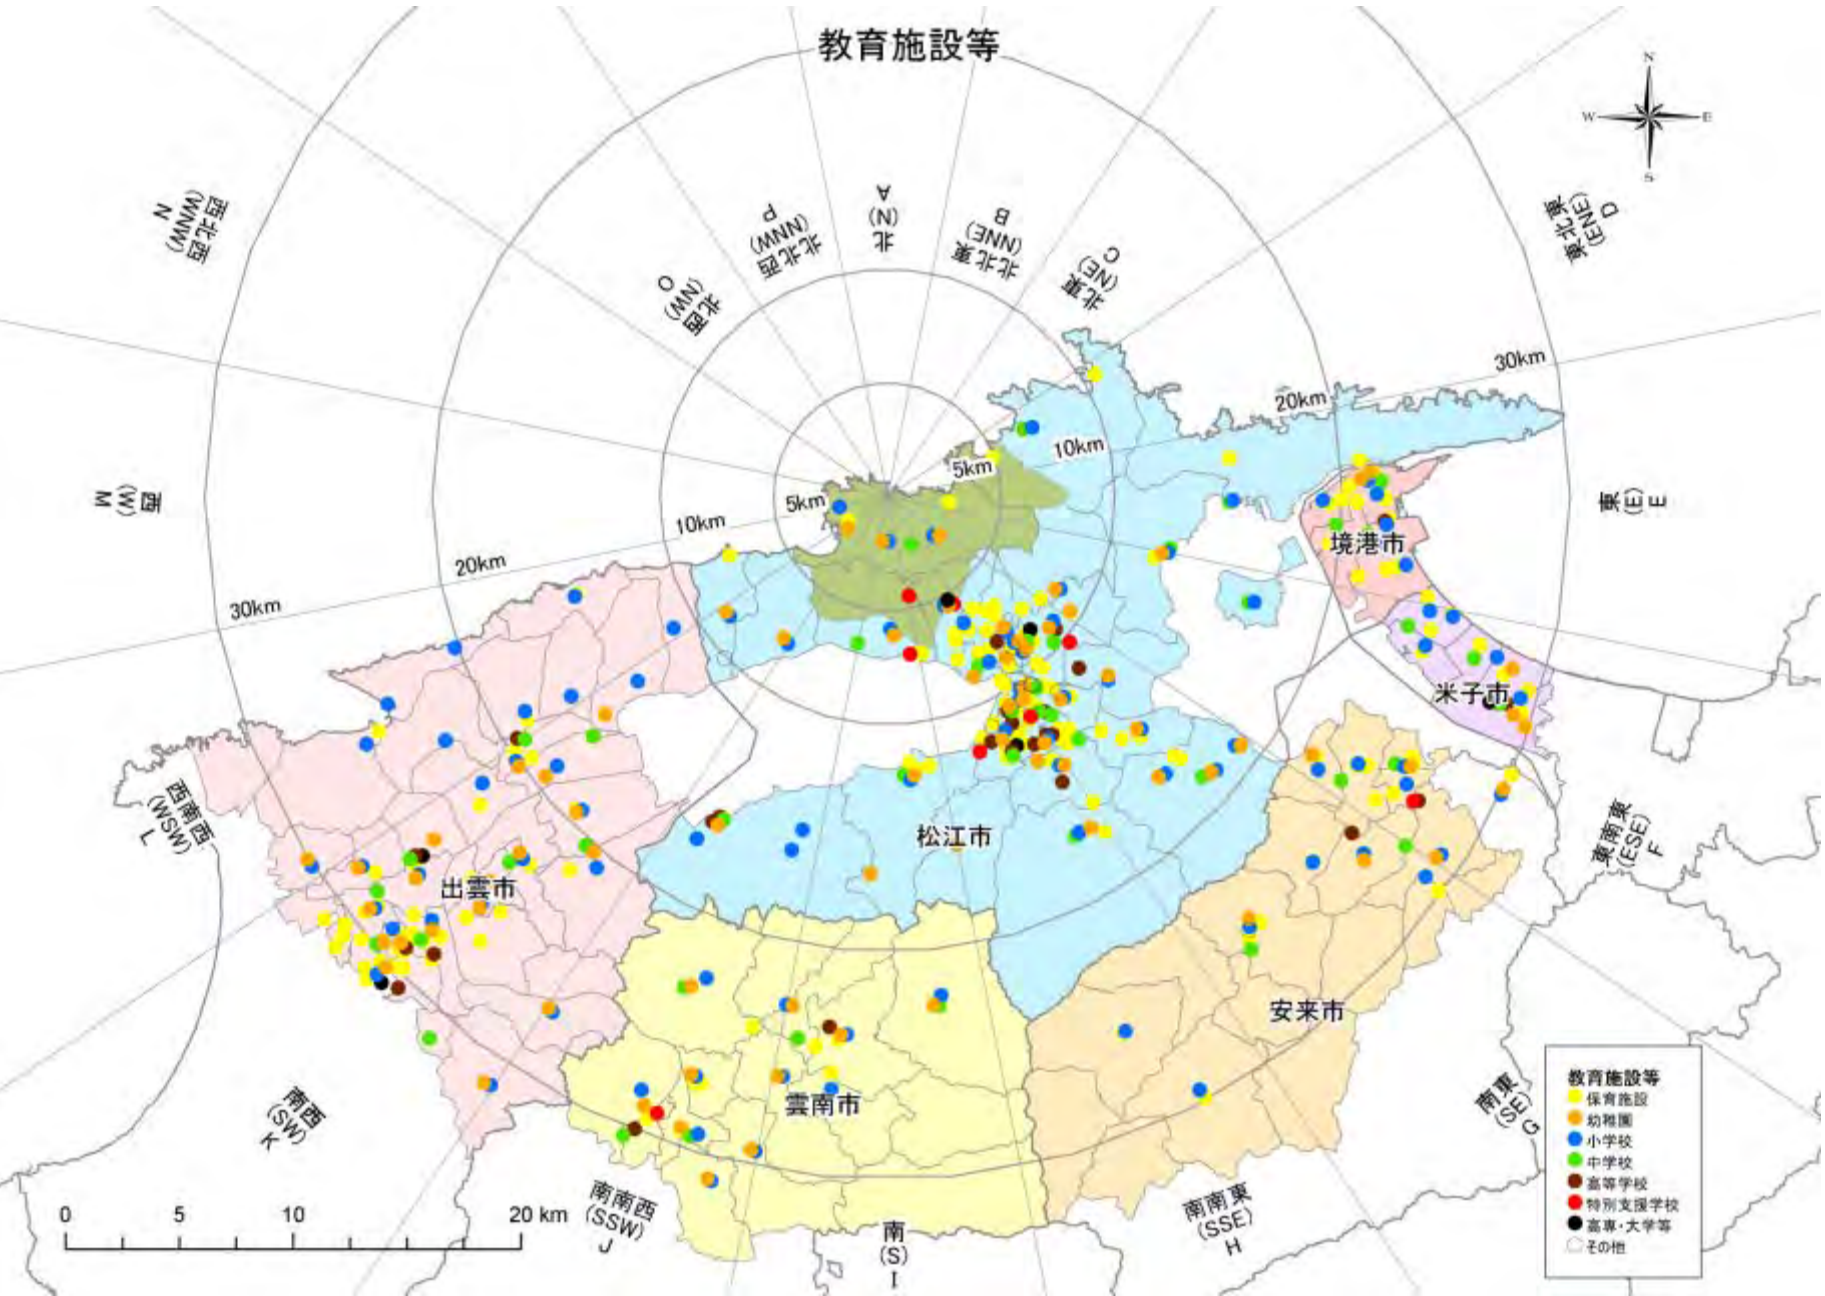 教育施設等
N
W
E
S
北
(N)
A
北北東
(NNE)
B
北東
(NE)
C
東北東
(ENE)
D
東
(E)
E
東南東
(ESE)
F
南東
(SE)
G
南南東
(SSE)
H
南
(S)
I
南南西
(SSW)
J
南西
(SW)
K
西南西
(WSW)
L
西
(W)
M
西北西
(WNW)
N
北西
(NW)
O
北北西
(NNW)
P
30km
20km
10km
5km
5km
10km
20km
30km
境港市
米子市
松江市
出雲市
安来市
雲南市
0 5 10 20 km
教育施設等
保育施設
幼稚園
小学校
中学校
高等学校
特別支援学校
高専・大学等
その他